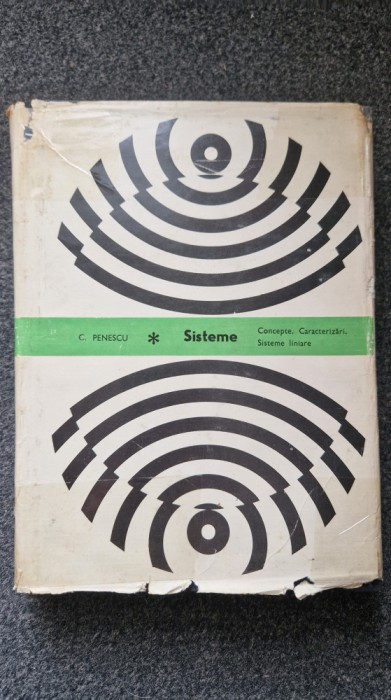 C. PENESCU * Sisteme Concepte. Caracterizări.
Sisteme liniare